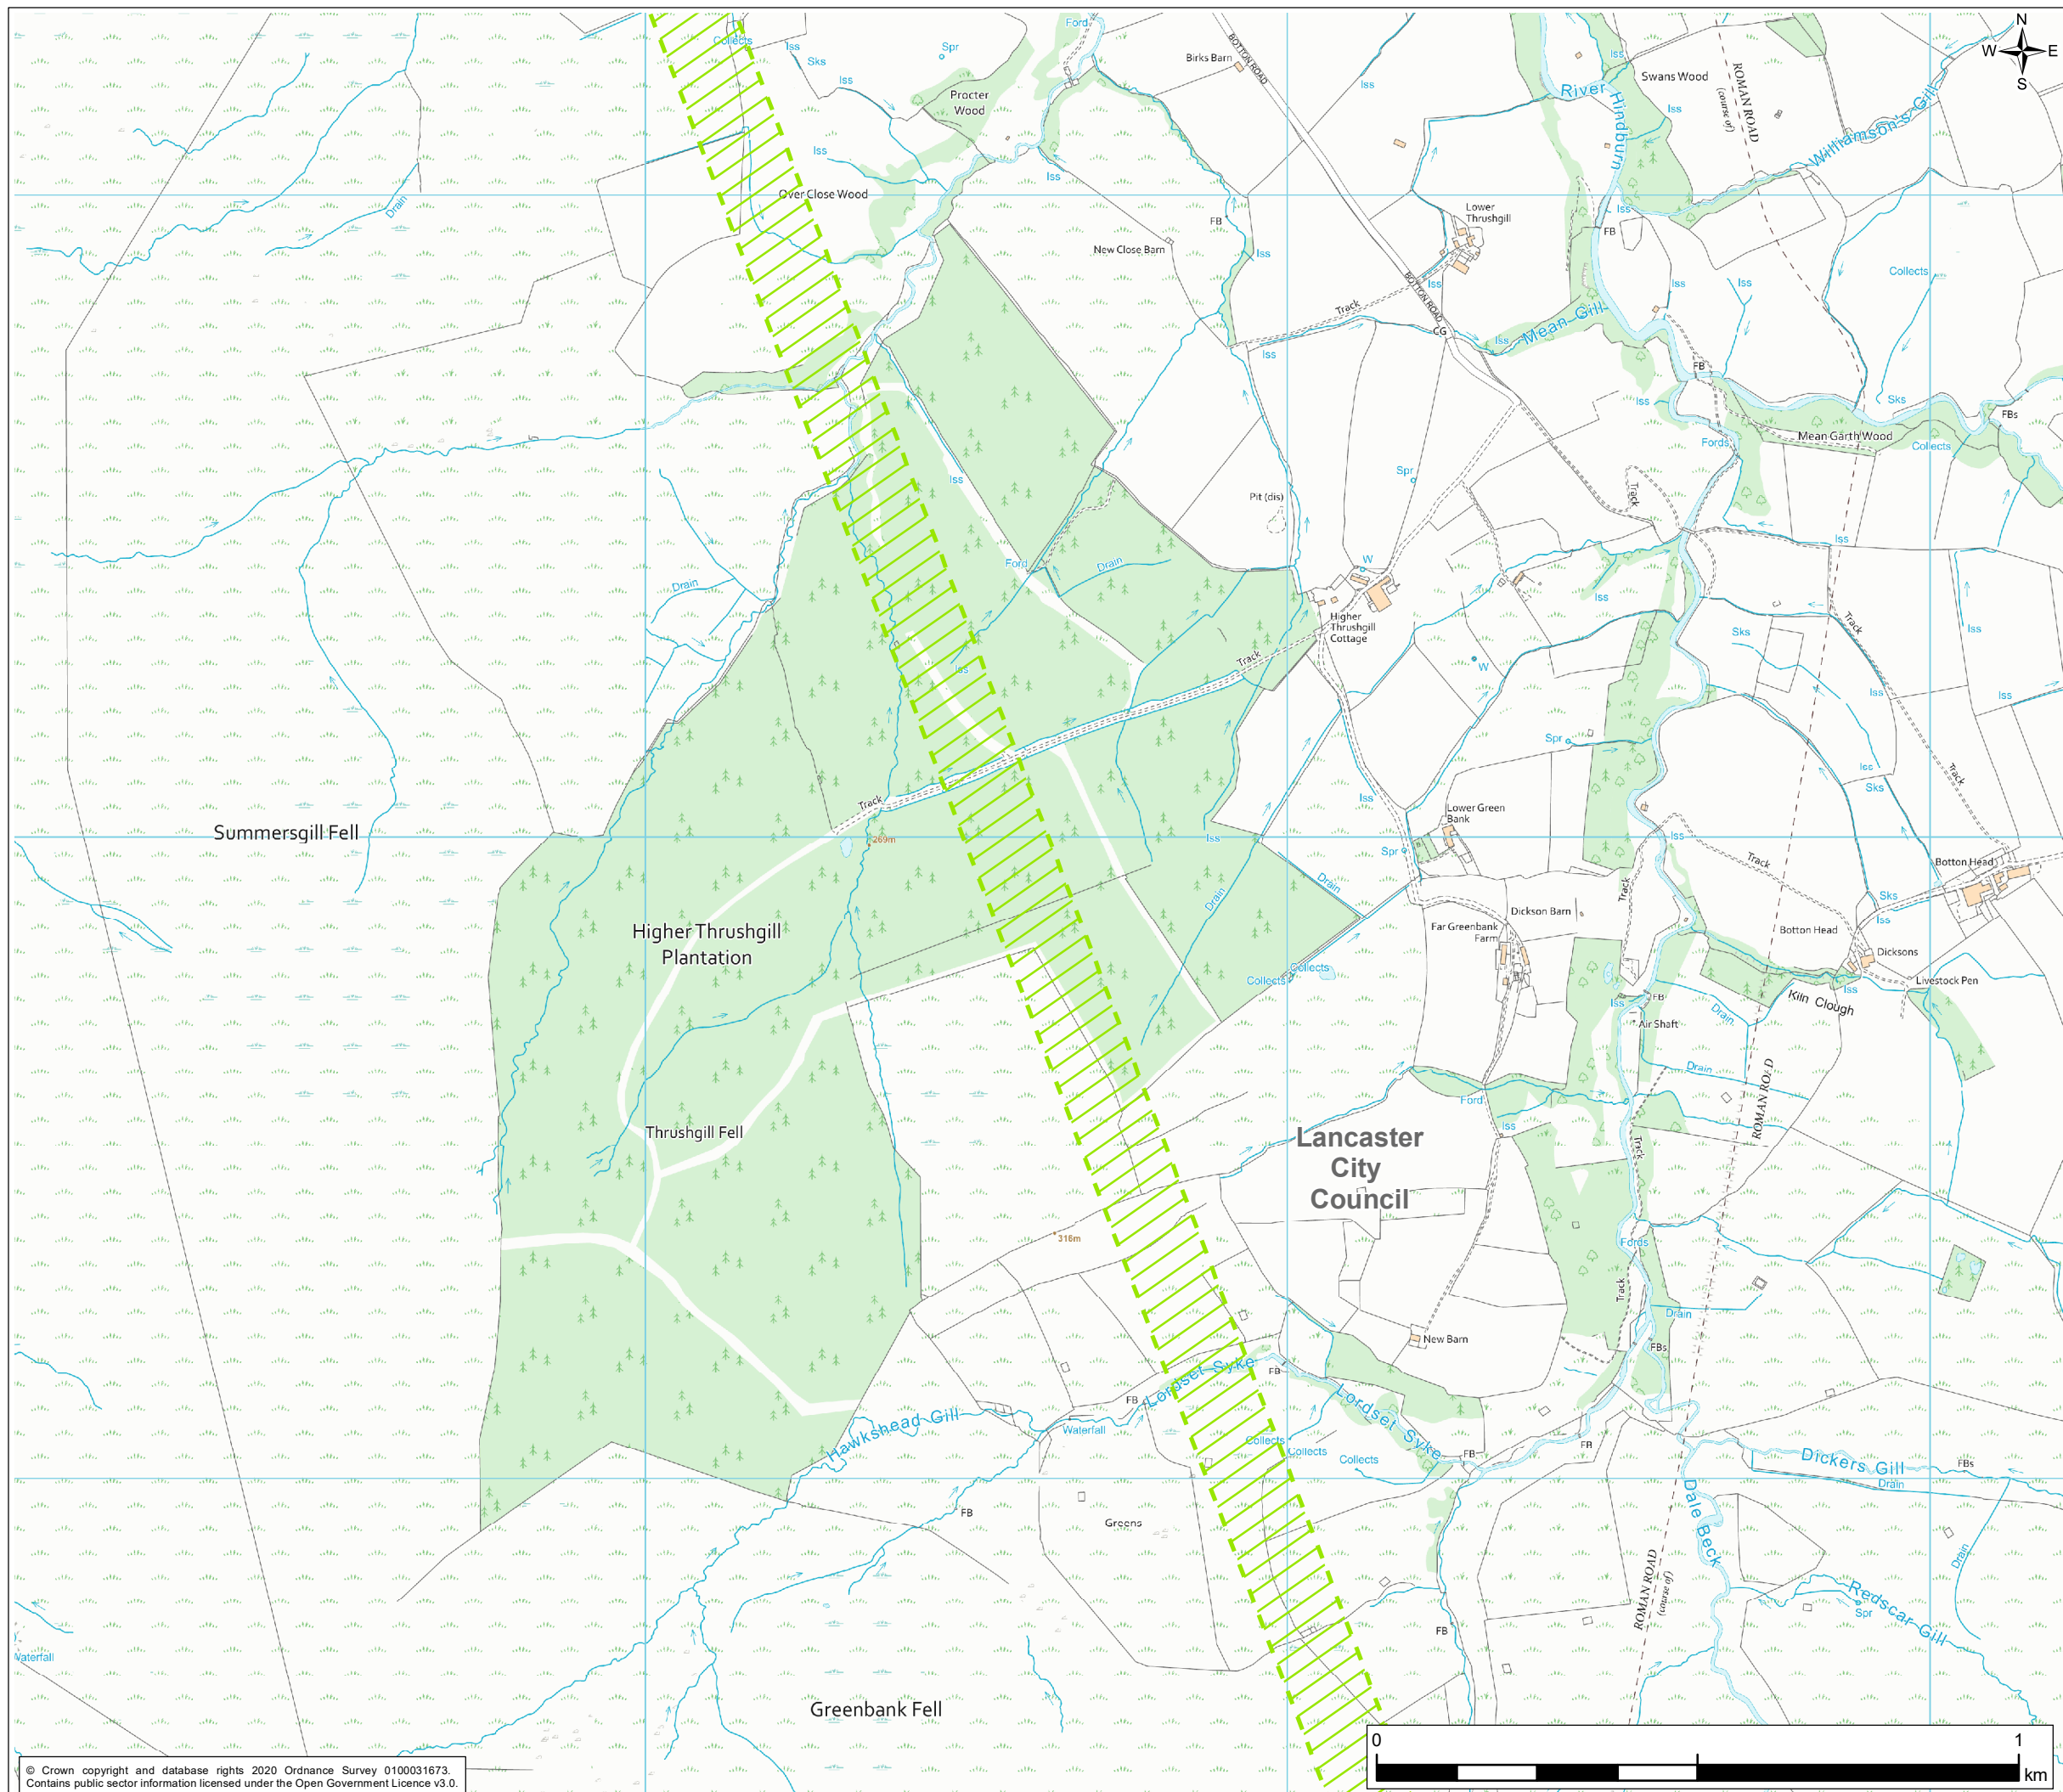 Ford
N
W E
S
Collects
Iss
Spr
Birks Barn
BOTTON ROAD
Iss
Swans Wood
Sks
Iss
Procter
Wood
Iss
River Hindburn
Iss
ROMAN ROAD
(course of)
Williamson's Gill
Iss
Iss
Over Close Wood
Drain
FB
Lower
Thrushgill
Iss
FB
New Close Barn
Iss
BOTTON ROAD
Iss
Iss
Iss
Collects
Track
CG
Mean Gill
Iss
Iss
FB
Iss
Sks
FBs
Mean Garth Wood
Fords
Collects
Iss
Spr
Pit (dis)
Track
Iss
Ford
Drain
W
Drain
Iss
Higher
Thrushgill
Cottage
Sks
Track
Iss
Iss
Track
W
Iss
Iss
Spr
Iss
Sks
Track
Track
Iss
Lower Green
Bank
Summersgill Fell
269m
Iss
Spr
Iss
Track
Botton Head
Drain
Drain
Track
Sks
Iss
Dickson Barn
Higher Thrushgill
Plantation
Far Greenbank
Farm
Botton Head
Dicksons
Collects
Collects
Livestock Pen
Iss
Iss
FB
Kiln Clough
Drain
Air Shaft
Drain
ROMAN ROAD
Ford
Iss
Thrushgill Fell
Lancaster
City
Council
Track
316m
Fords
Track
Drain
New Barn
FBs
Lordset Syke
FB
FB
Lordset Syke
Hawkshead Gill
Waterfall
Collects
Collects
Collects
FB
FB
Dickers Gill
FBs
Drain
Dale Beck
FB
Greens
ROMAN ROAD
(course of)
Drain
Redscar Gill
Spr
FB
Waterfall
Greenbank Fell
0 1
km
© Crown copyright and database rights 2020 Ordnance Survey 0100031673.
Contains public sector information licensed under the Open Government Licence v3.0.